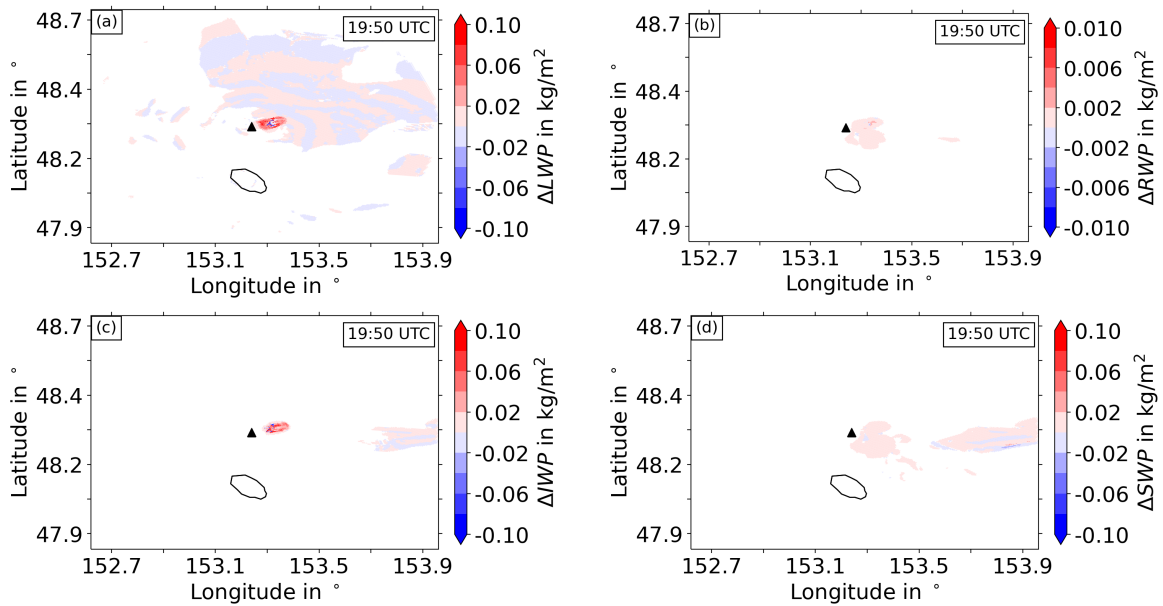 (a)
19:50 UTC
48.7
48.4
48.2
47.9
Latitude in °
152.7 153.1 153.5 153.9
Longitude in °
0.10
0.06
0.02
-0.02
-0.06
-0.10
ΔLWP in kg/m²
(b)
19:50 UTC
48.7
48.4
48.2
47.9
Latitude in °
152.7 153.1 153.5 153.9
Longitude in °
0.010
0.006
0.002
-0.002
-0.006
-0.010
ΔRWP in kg/m²
(c)
19:50 UTC
48.7
48.4
48.2
47.9
Latitude in °
152.7 153.1 153.5 153.9
Longitude in °
0.10
0.06
0.02
-0.02
-0.06
-0.10
ΔIWP in kg/m²
(d)
19:50 UTC
48.7
48.4
48.2
47.9
Latitude in °
152.7 153.1 153.5 153.9
Longitude in °
0.10
0.06
0.02
-0.02
-0.06
-0.10
ΔSWP in kg/m²